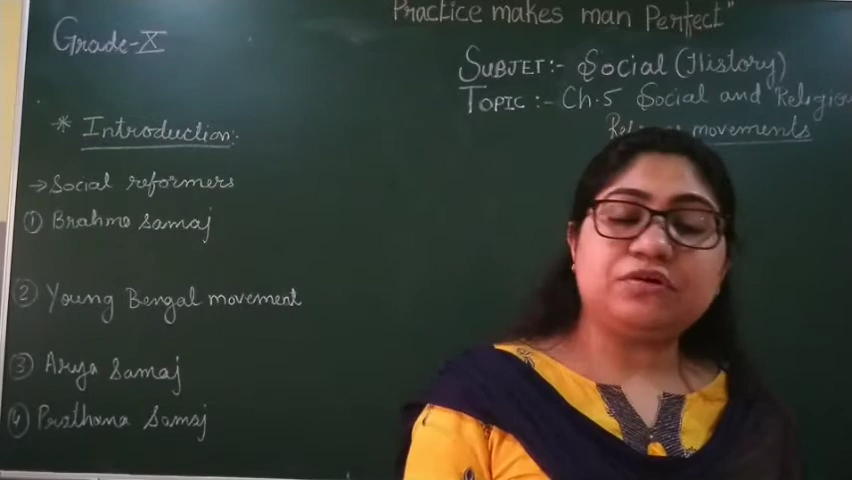 Practice makes man Perfect"
Grade-X
SUBJET :- Social (History)
TOPIC :- Ch.5 Social and Religiou
* Introduction :-
movements
→ Social reformers
① Brahmo Samaj
② Young Bengal movement
③ Arya Samaj
④ Prathana Samaj